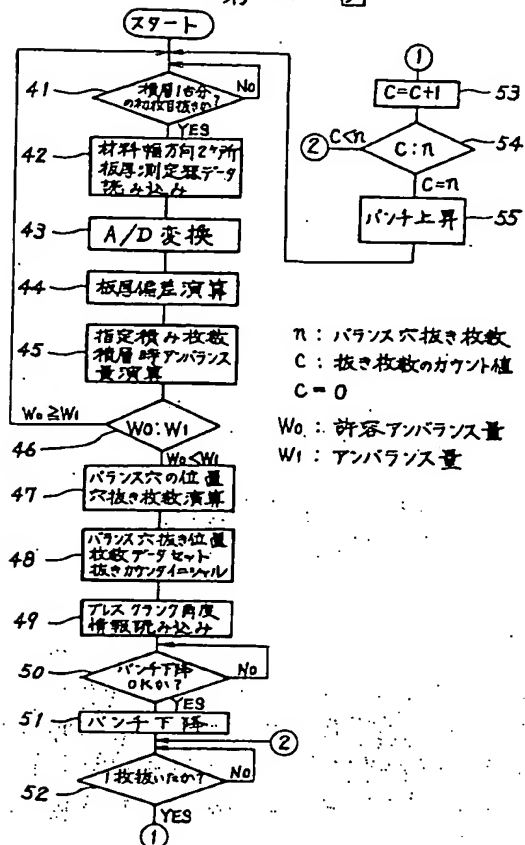 スタート
41
積層1台分
の初枚目抜きか?
NO
YES
42
材料幅方向2ヶ所
板厚測定器データ
読み込み
43
A/D変換
44
板厚偏差演算
45
指定積み枚数
積層時アンバランス
量演算
W0≧W1
46
W0:W1
W0<W1
47
バランス穴の位置
穴抜き枚数演算
48
バランス穴抜き位置
枚数データセット
抜きカウンタイニシャル
49
プレスクランク角度
情報読み込み
50
パンチ下降
OKか?
NO
YES
51
パンチ下降
②
52
1枚抜いたか?
NO
YES
①
①
C=C+1
53
②
C<n
C:n
54
C=n
パンチ上昇
55
n:バランス穴抜き枚数
C:抜き枚数のカウント値
C=0
W0:許容アンバランス量
W1:アンバランス量